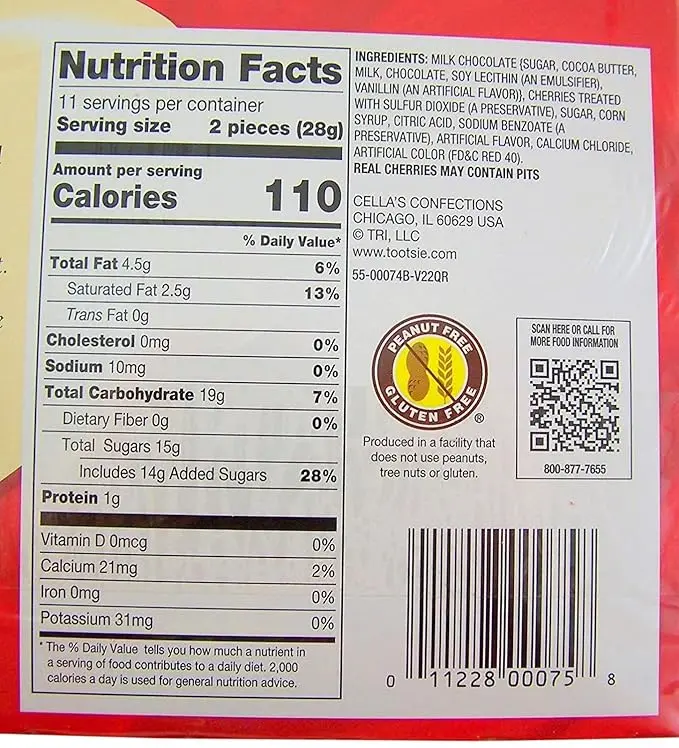 Nutrition Facts
11 servings per container
Serving size 2 pieces (28g)
Amount per serving
Calories 110
% Daily Value*
Total Fat 4.5g 6%
Saturated Fat 2.5g 13%
Trans Fat 0g
Cholesterol 0mg 0%
Sodium 10mg 0%
Total Carbohydrate 19g 7%
Dietary Fiber 0g 0%
Total Sugars 15g
Includes 14g Added Sugars 28%
Protein 1g
Vitamin D 0mcg 0%
Calcium 21mg 2%
Iron 0mg 0%
Potassium 31mg 0%
* The % Daily Value tells you how much a nutrient in
a serving of food contributes to a daily diet. 2,000
calories a day is used for general nutrition advice.
INGREDIENTS: MILK CHOCOLATE {SUGAR, COCOA BUTTER,
MILK, CHOCOLATE, SOY LECITHIN (AN EMULSIFIER),
VANILLIN (AN ARTIFICIAL FLAVOR)}, CHERRIES TREATED
WITH SULFUR DIOXIDE (A PRESERVATIVE), SUGAR, CORN
SYRUP, CITRIC ACID, SODIUM BENZOATE (A
PRESERVATIVE), ARTIFICIAL FLAVOR, CALCIUM CHLORIDE,
ARTIFICIAL COLOR (FD&C RED 40).
REAL CHERRIES MAY CONTAIN PITS
CELLA'S CONFECTIONS
CHICAGO, IL 60629 USA
© TRI, LLC
www.tootsie.com
55-00074B-V22QR
PEANUT FREE
GLUTEN FREE ®
Produced in a facility that
does not use peanuts,
tree nuts or gluten.
SCAN HERE OR CALL FOR
MORE FOOD INFORMATION
800-877-7655
0 11228 00075 8